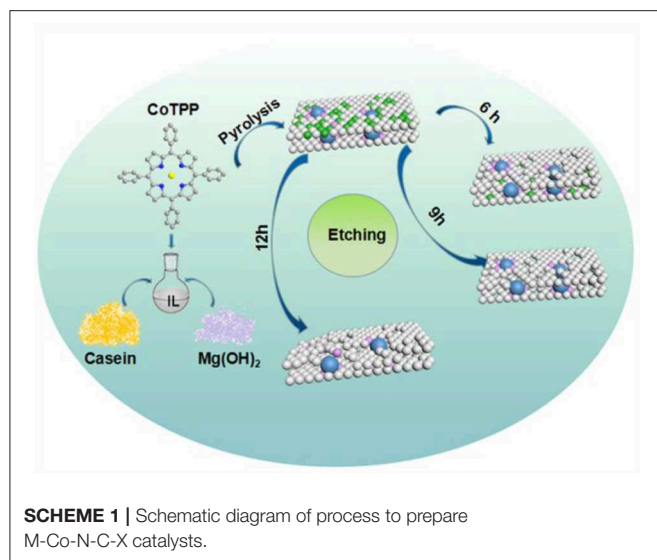 CoTPP
Pyrolysis
6 h
9h
12h
Etching
IL
Casein
Mg(OH)₂
SCHEME 1 | Schematic diagram of process to prepare
M-Co-N-C-X catalysts.